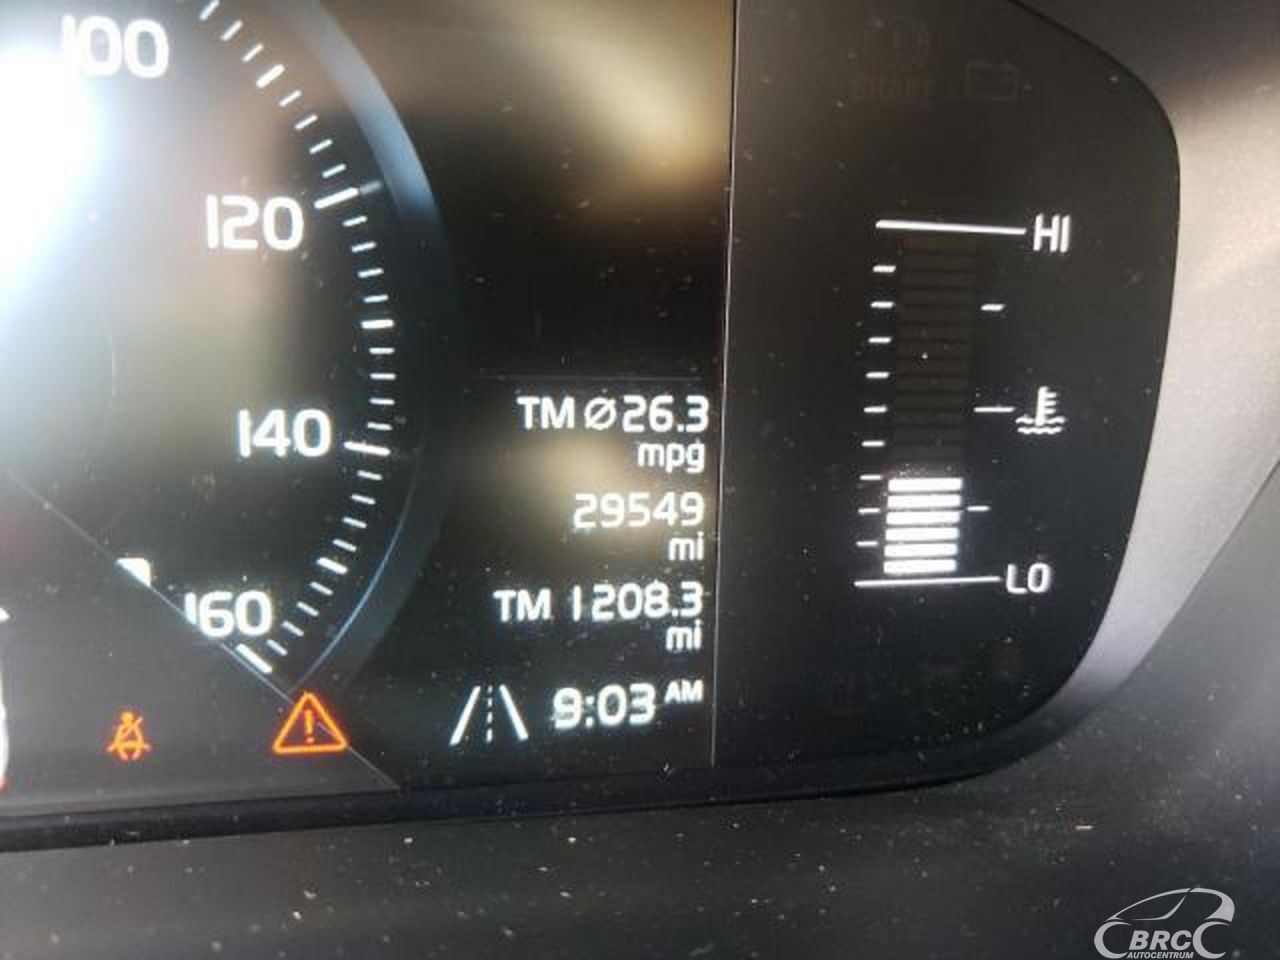 100
120
140
160
TM ⌀ 26.3
mpg
29549
mi
TM 1208.3
mi
9:03 AM
BRAKE
HI
LO
BRC
AUTOCENTRUM